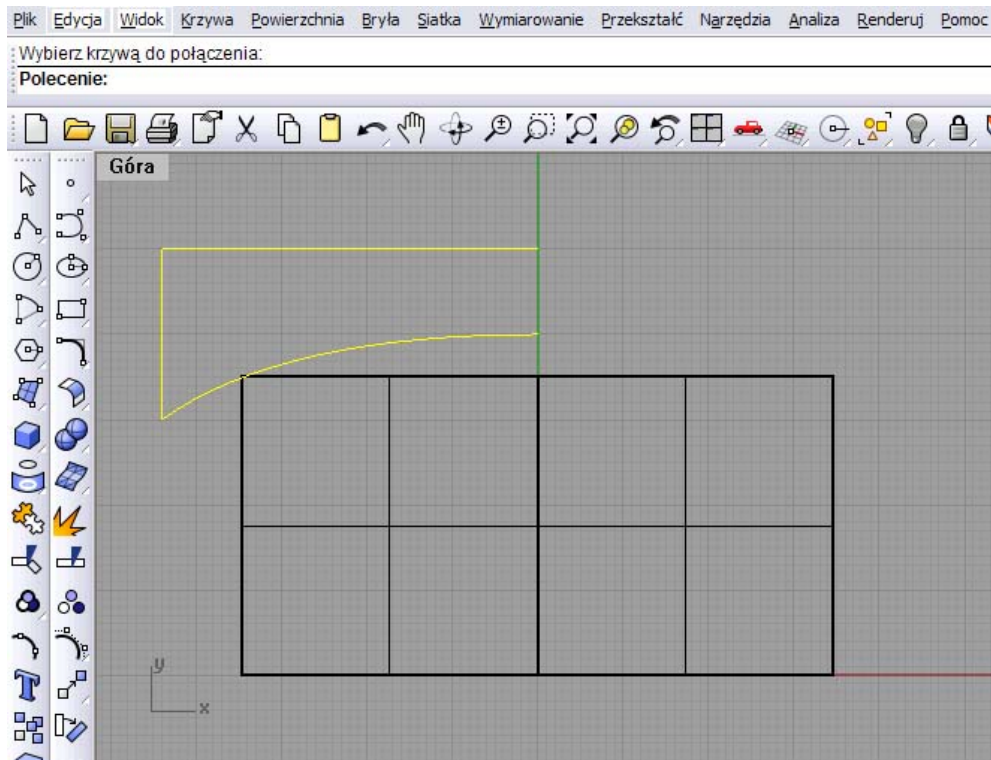 Plik Edycja Widok Krzywa Powierzchnia Bryła Siatka Wymiarowanie Przekształć Narzędzia Analiza Renderuj Pomoc
Wybierz krzywą do połączenia:
Polecenie:
Góra
y
x